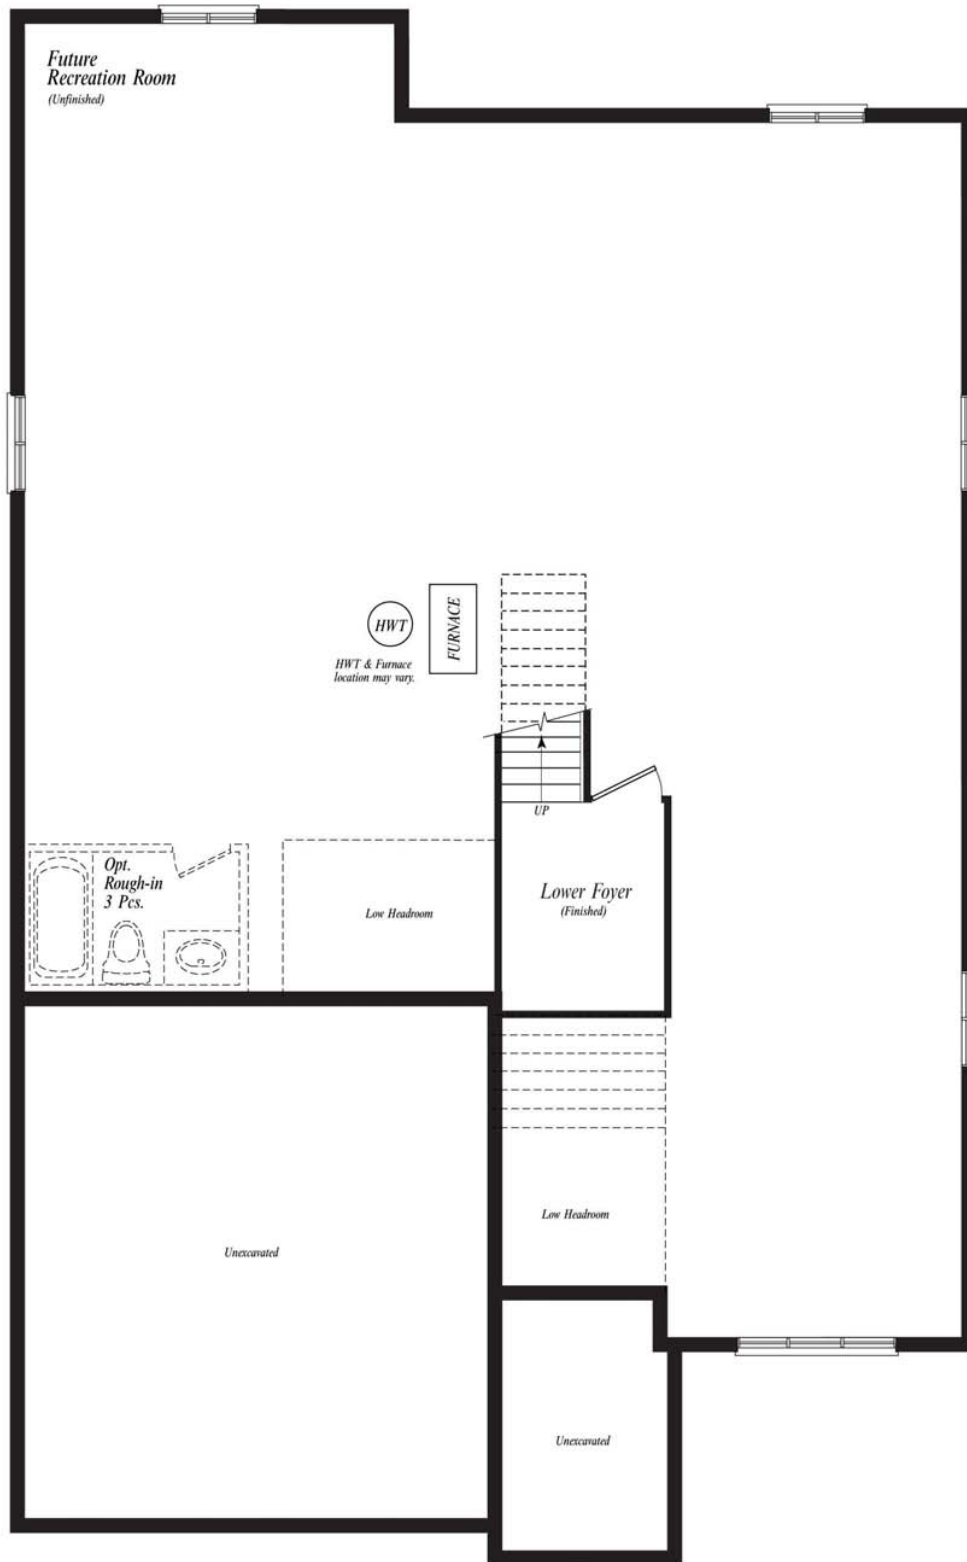 Future
Recreation Room
(Unfinished)
HWT
FURNACE
HWT & Furnace
location may vary.
UP
Opt.
Rough-in
3 Pcs.
Low Headroom
Lower Foyer
(Finished)
Low Headroom
Unexcavated
Unexcavated